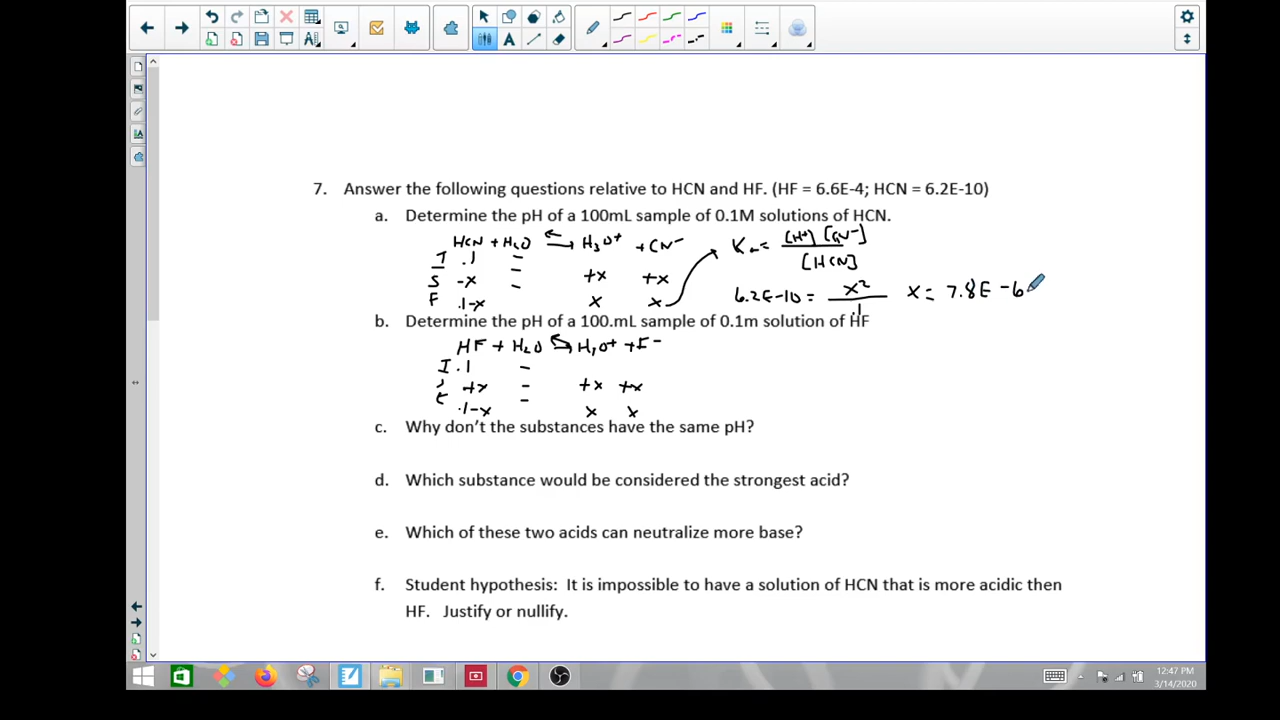 7. Answer the following questions relative to HCN and HF. (HF = 6.6E-4; HCN = 6.2E-10)
a. Determine the pH of a 100mL sample of 0.1M solutions of HCN.
HCN + H₂O ⇌ H₃O⁺ + CN⁻
I .1 -
S -x - +x +x
F .1-x - x x
Ka = [H⁺] [CN⁻]
[HCN]
6.2E-10 = x²
.1
x = 7.8E-6
b. Determine the pH of a 100.mL sample of 0.1m solution of HF
HF + H₂O ⇌ H₃O⁺ + F⁻
I .1 -
+x - +x +x
.1-x - x x
c. Why don't the substances have the same pH?
d. Which substance would be considered the strongest acid?
e. Which of these two acids can neutralize more base?
f. Student hypothesis: It is impossible to have a solution of HCN that is more acidic then
HF. Justify or nullify.
12:47 PM
3/14/2020